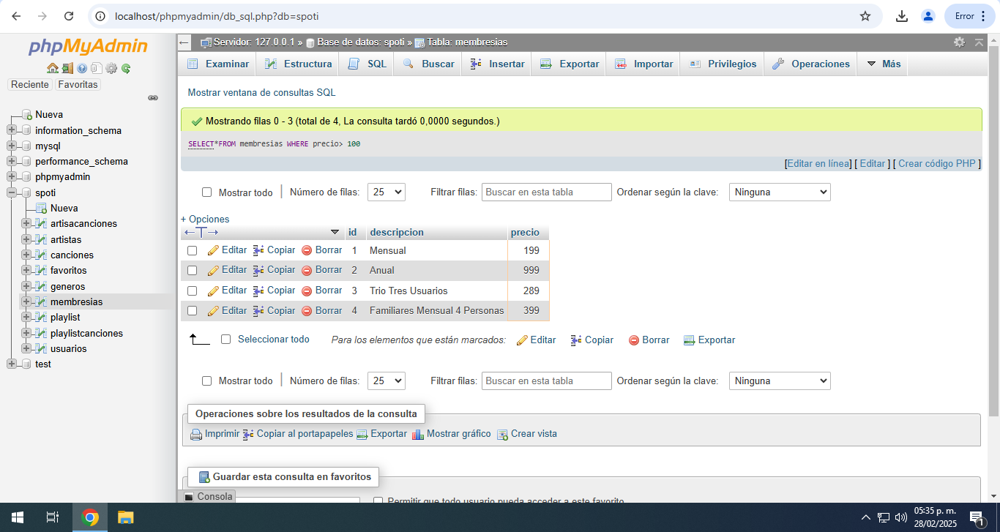 localhost/phpmyadmin/db_sql.php?db=spoti
Error
phpMyAdmin
Reciente Favoritas
Nueva
information_schema
mysql
performance_schema
phpmyadmin
spoti
Nueva
artisacanciones
artistas
canciones
favoritos
generos
membresias
playlist
playlistcanciones
usuarios
test
Servidor: 127.0.0.1 » Base de datos: spoti » Tabla: membresias
Examinar Estructura SQL Buscar Insertar Exportar Importar Privilegios Operaciones Más
Mostrar ventana de consultas SQL
Mostrando filas 0 - 3 (total de 4, La consulta tardó 0,0000 segundos.)
SELECT*FROM membresias WHERE precio> 100
[Editar en línea] [ Editar ] [ Crear código PHP ]
Mostrar todo Número de filas: 25 Filtrar filas: Buscar en esta tabla Ordenar según la clave: Ninguna
+ Opciones
id descripcion precio
Editar Copiar Borrar 1 Mensual 199
Editar Copiar Borrar 2 Anual 999
Editar Copiar Borrar 3 Trio Tres Usuarios 289
Editar Copiar Borrar 4 Familiares Mensual 4 Personas 399
Seleccionar todo Para los elementos que están marcados: Editar Copiar Borrar Exportar
Mostrar todo Número de filas: 25 Filtrar filas: Buscar en esta tabla Ordenar según la clave: Ninguna
Operaciones sobre los resultados de la consulta
Imprimir Copiar al portapapeles Exportar Mostrar gráfico Crear vista
Guardar esta consulta en favoritos
Consola
Permitir que todo usuario pueda acceder a este favorito
05:35 p. m.
28/02/2025
1